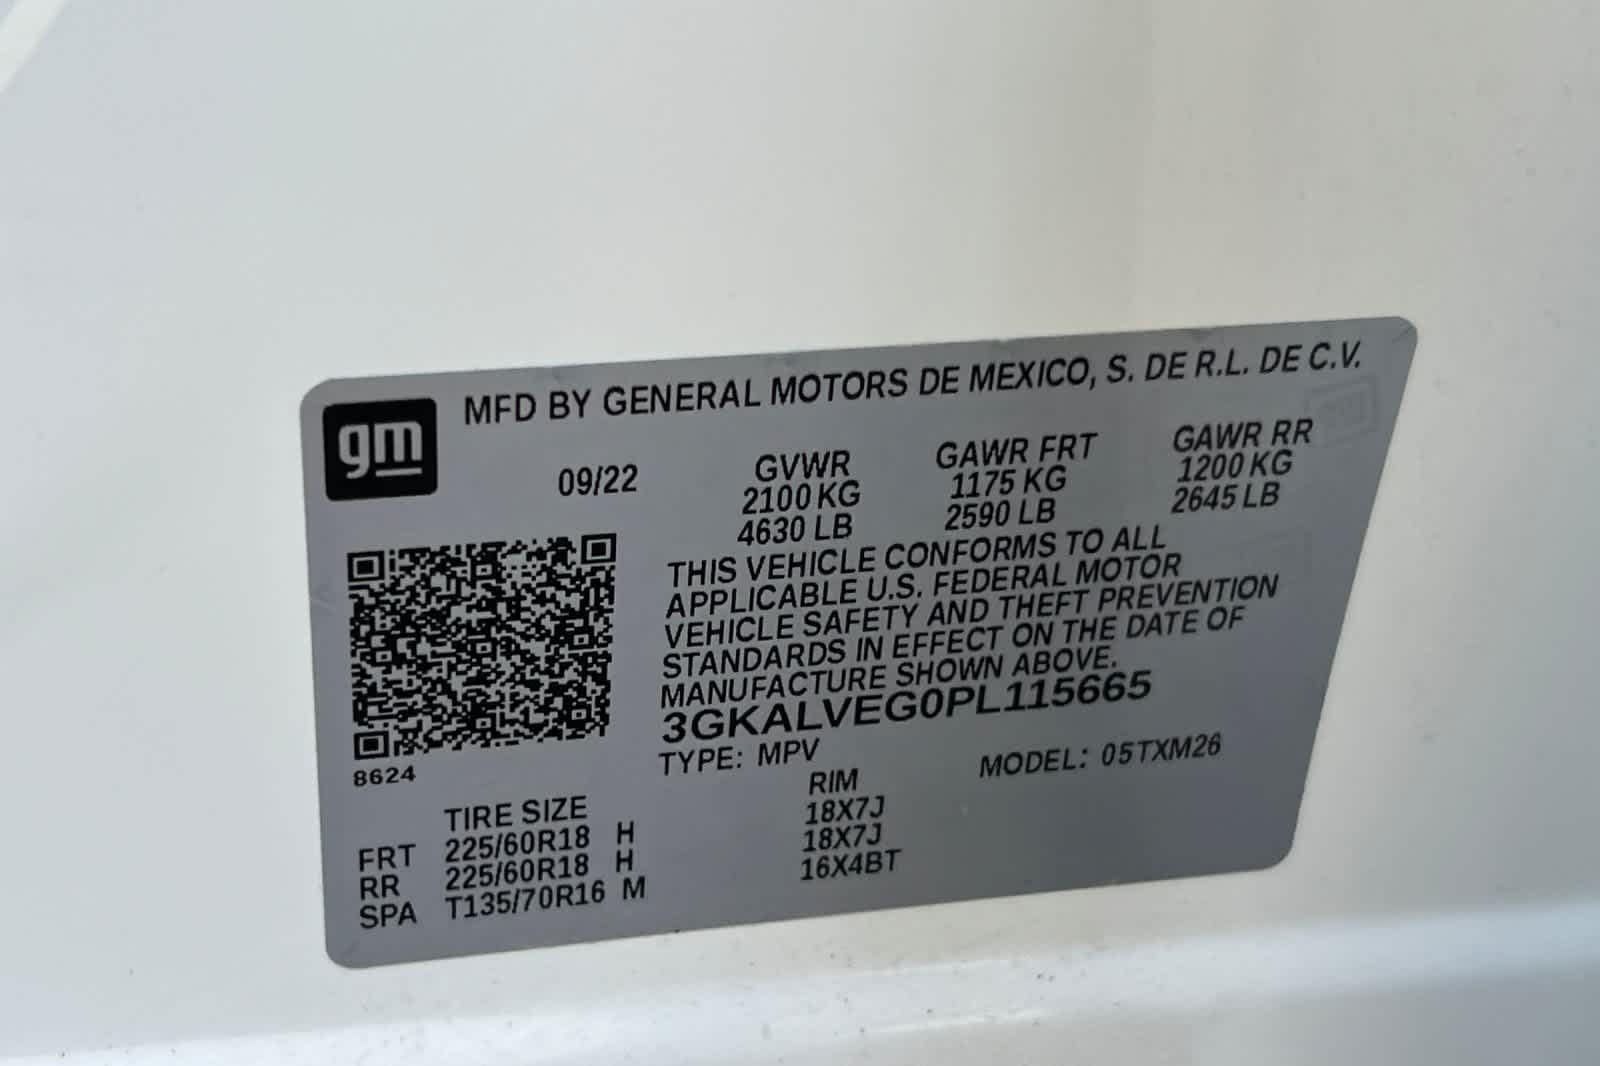 gm
MFD BY GENERAL MOTORS DE MEXICO, S. DE R.L. DE C.V.
09/22
GVWR
2100 KG
4630 LB
GAWR FRT
1175 KG
2590 LB
GAWR RR
1200 KG
2645 LB
THIS VEHICLE CONFORMS TO ALL
APPLICABLE U.S. FEDERAL MOTOR
VEHICLE SAFETY AND THEFT PREVENTION
STANDARDS IN EFFECT ON THE DATE OF
MANUFACTURE SHOWN ABOVE.
3GKALVEG0PL115665
TYPE: MPV MODEL: 05TXM26
8624
TIRE SIZE RIM
FRT 225/60R18 H 18X7J
RR 225/60R18 H 18X7J
SPA T135/70R16 M 16X4BT